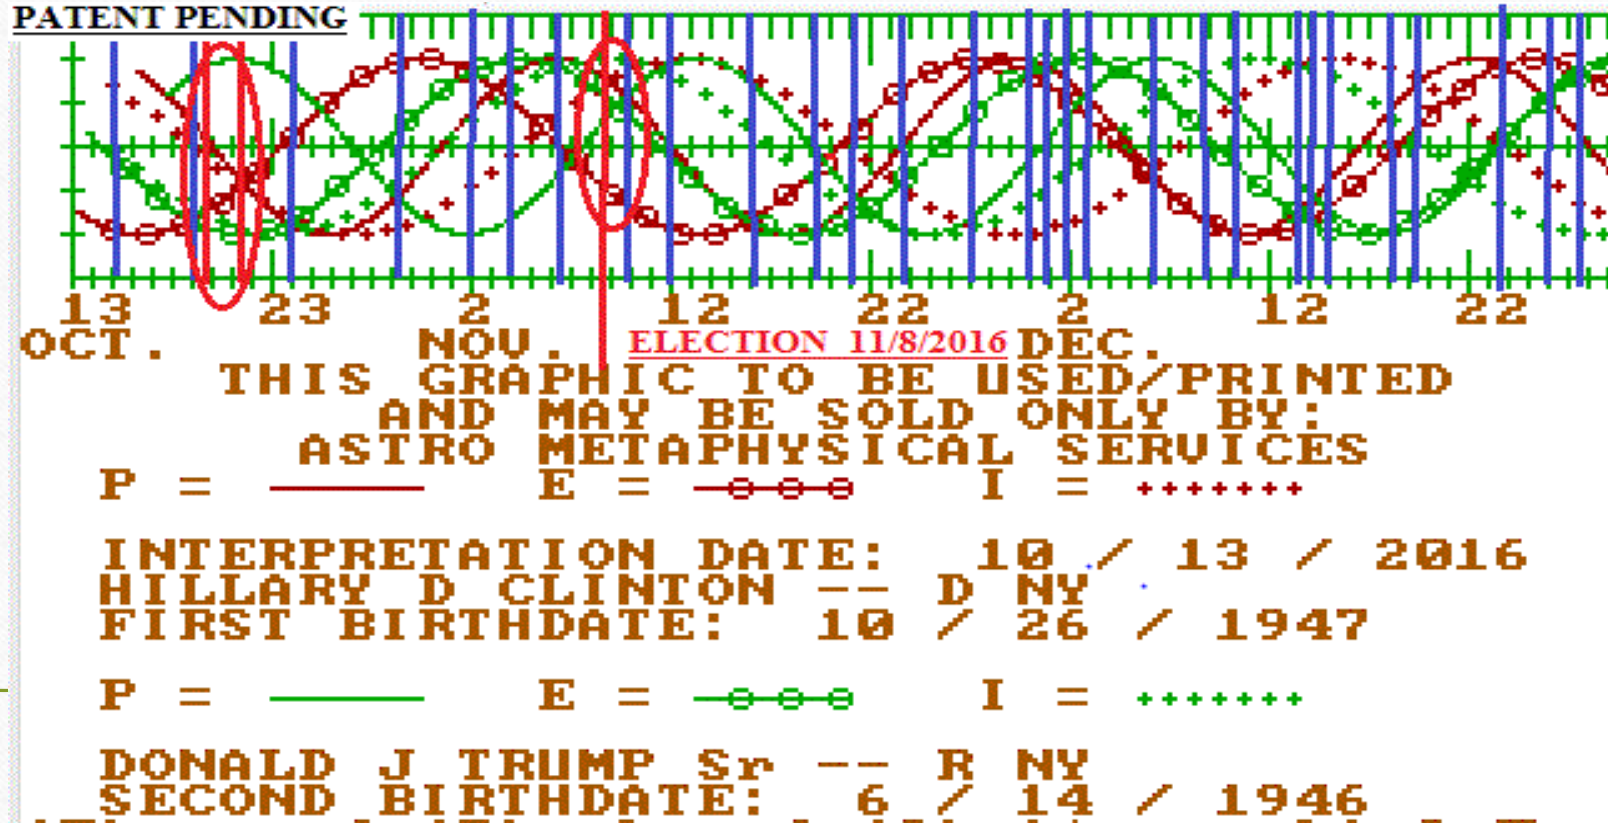 PATENT PENDING
13 23 2 12 22 2 12 22
OCT. NOV. DEC.
ELECTION 11/8/2016
THIS GRAPHIC TO BE USED/PRINTED
AND MAY BE SOLD ONLY BY:
ASTRO METAPHYSICAL SERVICES
P = E = I =
INTERPRETATION DATE: 10 / 13 / 2016
HILLARY D CLINTON -- D NY
FIRST BIRTHDATE: 10 / 26 / 1947
P = E = I =
DONALD J TRUMP Sr -- R NY
SECOND BIRTHDATE: 6 / 14 / 1946